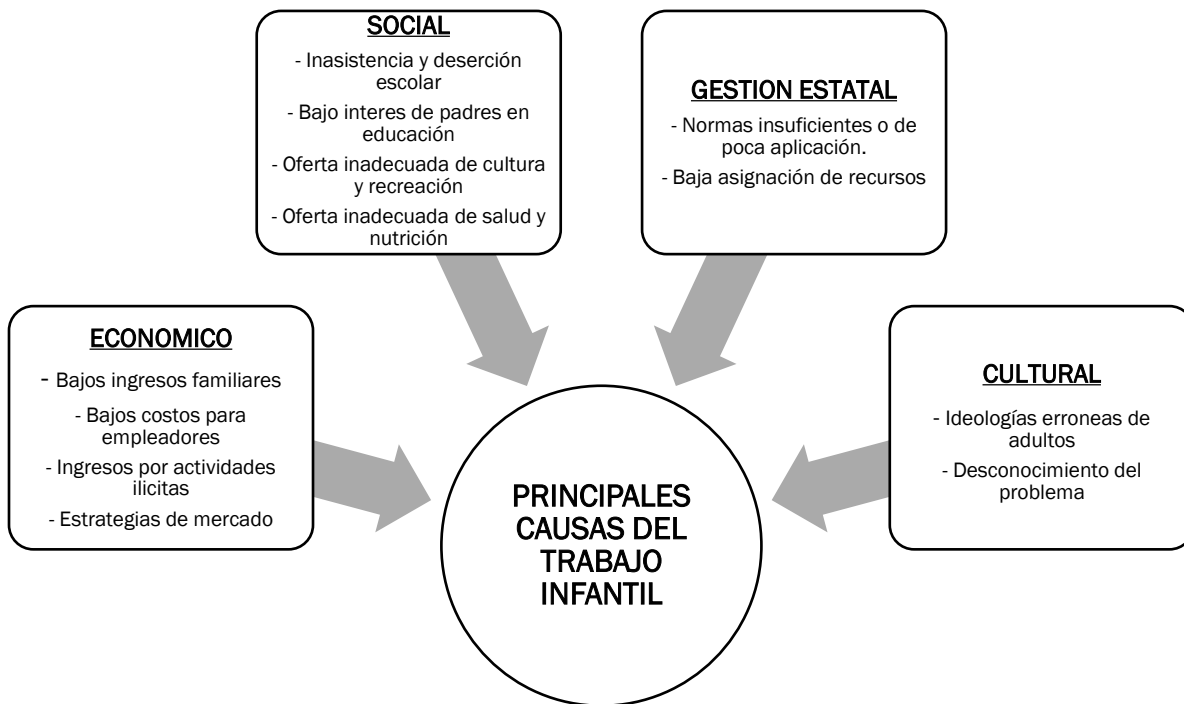 SOCIAL
- Inasistencia y deserción
escolar
- Bajo interes de padres en
educación
- Oferta inadecuada de cultura
y recreación
- Oferta inadecuada de salud y
nutrición
GESTION ESTATAL
- Normas insuficientes o de
poca aplicación.
- Baja asignación de recursos
ECONOMICO
- Bajos ingresos familiares
- Bajos costos para
empleadores
- Ingresos por actividades
ilicitas
- Estrategias de mercado
CULTURAL
- Ideologías erroneas de
adultos
- Desconocimiento del
problema
PRINCIPALES
CAUSAS DEL
TRABAJO
INFANTIL